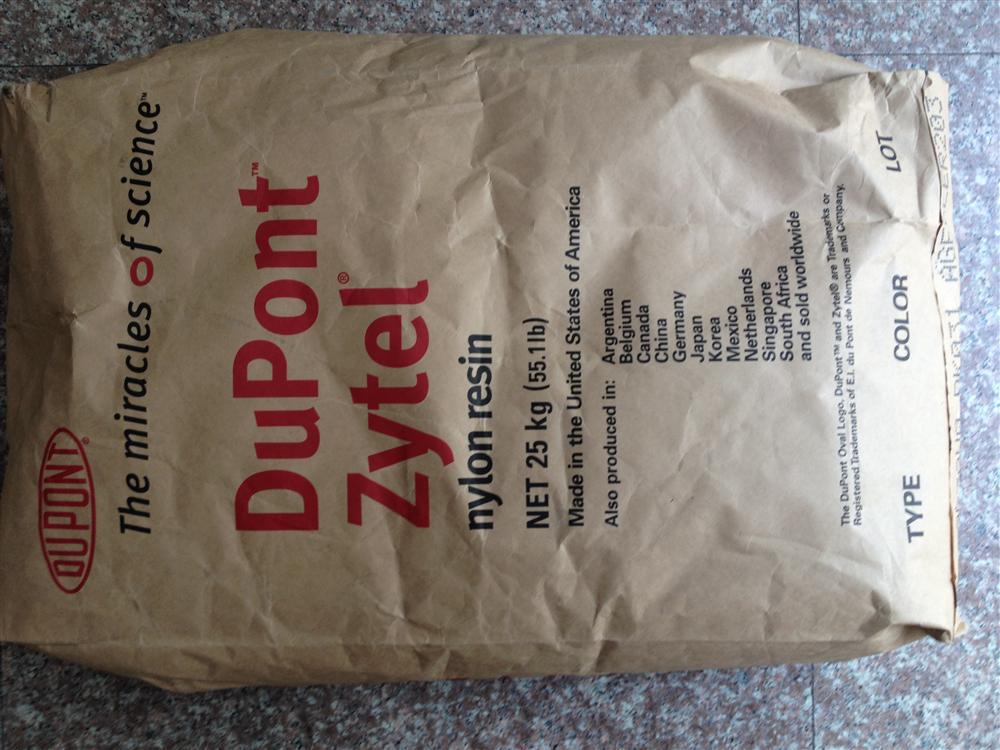 DUPONT®
The miracles of science™
DuPont™
Zytel®
nylon resin
NET 25 kg (55.1lb)
Made in the United States of America
Also produced in: Argentina
Belgium
Canada
China
Germany
Japan
Korea
Mexico
Netherlands
Singapore
South Africa
and sold worldwide
The DuPont Oval Logo, DuPont™ and Zytel® are Trademarks or
Registered Trademarks of E.I. du Pont de Nemours and Company.
TYPE COLOR LOT